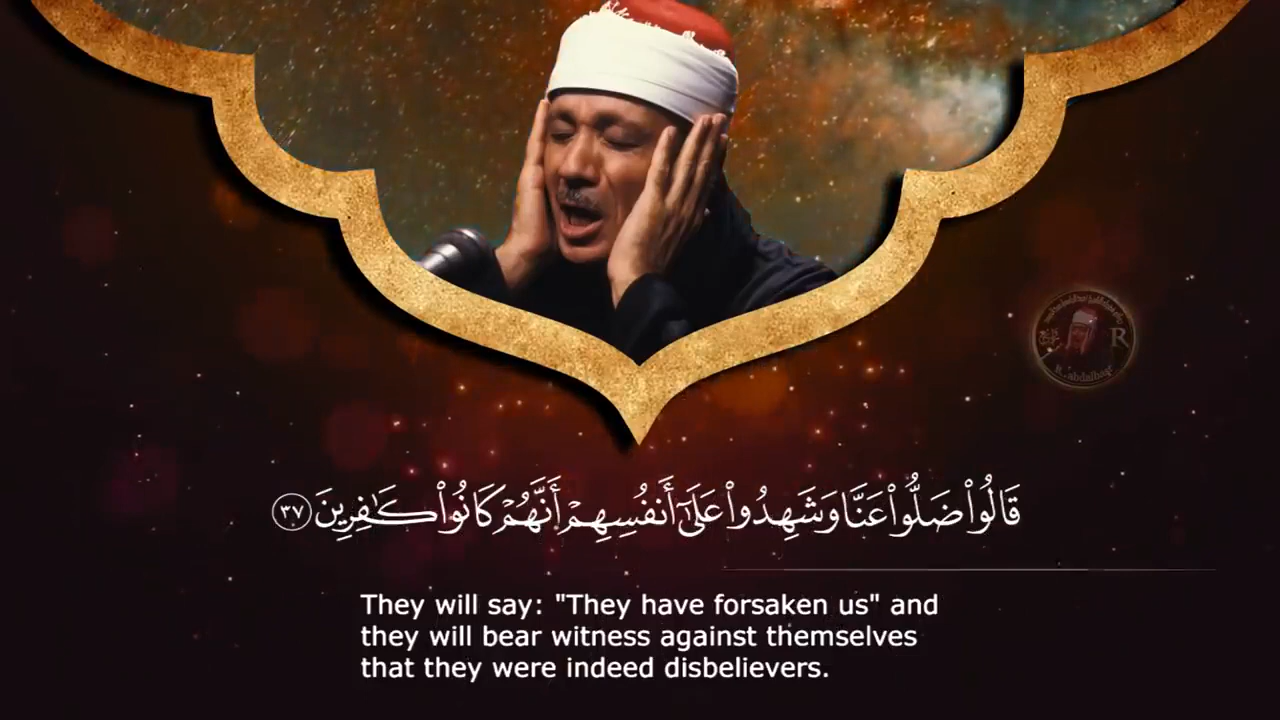 R
R.abdalbast
قَالُوا۟ ضَلُّوا۟ عَنَّا وَشَهِدُوا۟ عَلَىٰٓ أَنفُسِهِمْ أَنَّهُمْ كَانُوا۟ كَـٰفِرِينَ ٣٧
They will say: "They have forsaken us" and
they will bear witness against themselves
that they were indeed disbelievers.